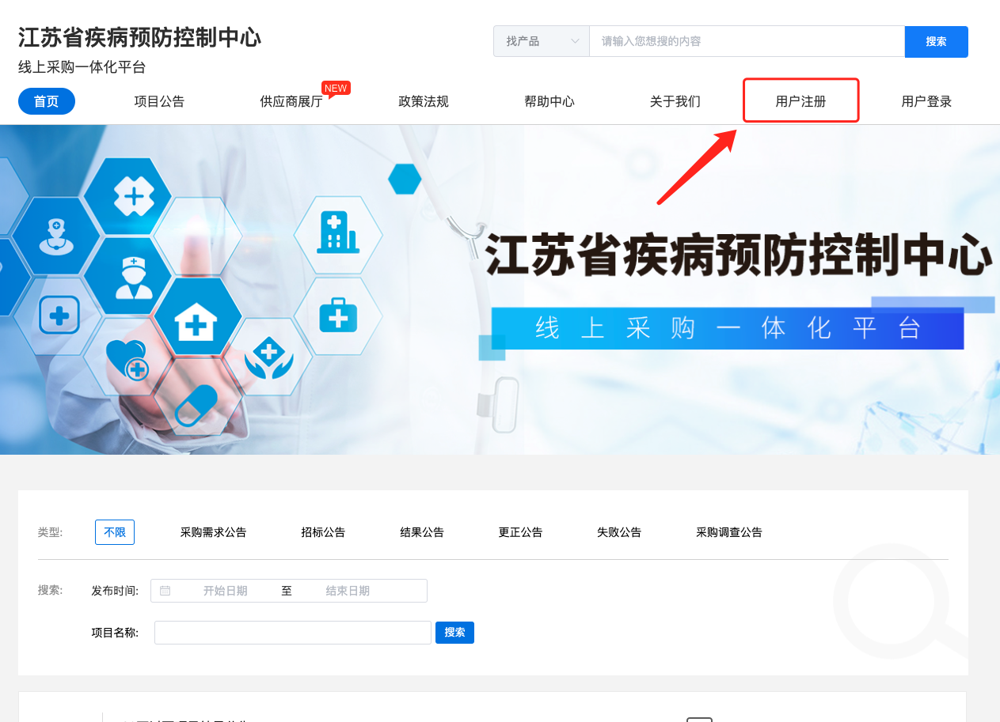 江苏省疾病预防控制中心
线上采购一体化平台
找产品
请输入您想搜的内容
搜索
首页
项目公告
供应商展厅
NEW
政策法规
帮助中心
关于我们
用户注册
用户登录
江苏省疾病预防控制中心
线上采购一体化平台
类型:
不限
采购需求公告
招标公告
结果公告
更正公告
失败公告
采购调查公告
搜索:
发布时间:
开始日期
至
结束日期
项目名称:
搜索